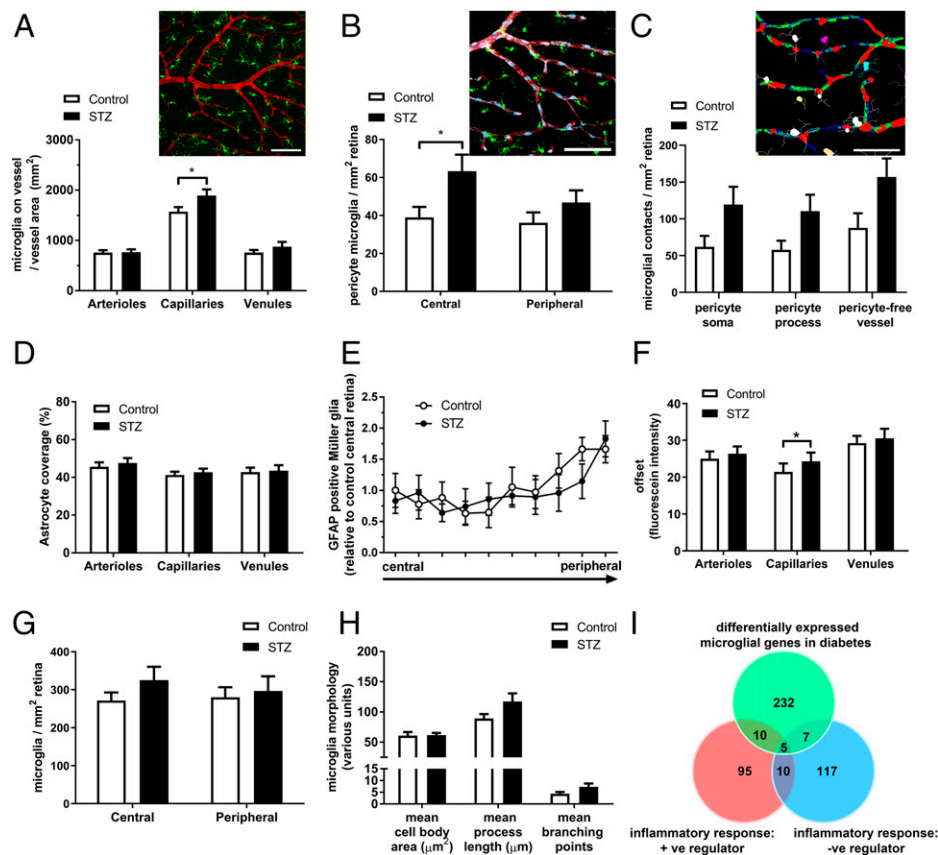 A
Control
STZ
microglia on vessel
/ vessel area (mm²)
3000
2000
1000
0
*
Arterioles
Capillaries
Venules
B
Control
STZ
pericyte microglia / mm² retina
80
60
40
20
0
*
Central
Peripheral
C
Control
STZ
microglial contacts / mm² retina
200
150
100
50
0
pericyte
soma
pericyte
process
pericyte-free
vessel
D
Control
STZ
Astrocyte coverage (%)
80
60
40
20
0
Arterioles
Capillaries
Venules
E
Control
STZ
GFAP positive Müller glia
(relative to control central retina)
2.5
2.0
1.5
1.0
0.5
0.0
central
peripheral
F
Control
STZ
offset
(fluorescein intensity)
40
30
20
10
0
*
Arterioles
Capillaries
Venules
G
Control
STZ
microglia / mm² retina
500
400
300
200
100
0
Central
Peripheral
H
Control
STZ
microglia morphology
(various units)
200
150
100
50
15
10
5
0
mean
cell body
area (μm²)
mean
process
length (μm)
mean
branching
points
I
differentially expressed
microglial genes in diabetes
232
10
7
5
95
10
117
inflammatory response:
+ ve regulator
inflammatory response:
-ve regulator